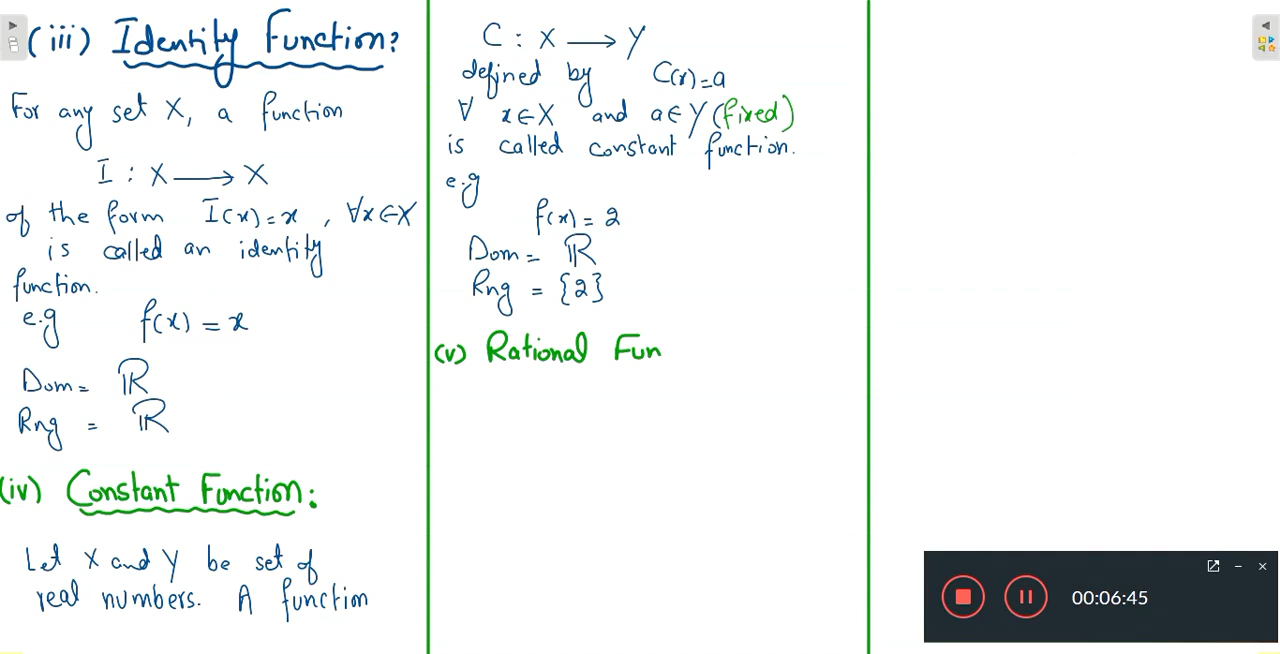 (iii) Identity Function:
For any set X, a function
I : X ⟶ X
of the form I(x)=x , ∀x∈X
is called an identity
function.
e.g f(x) = x
Dom = ℝ
Rng = ℝ
(iv) Constant Function:
Let X and Y be set of
real numbers. A function
C : X ⟶ Y
defined by C(x)=a
∀ x∈X and a∈Y (fixed)
is called constant function.
e.g
f(x) = 2
Dom = ℝ
Rng = {2}
(v) Rational Fun
00:06:45